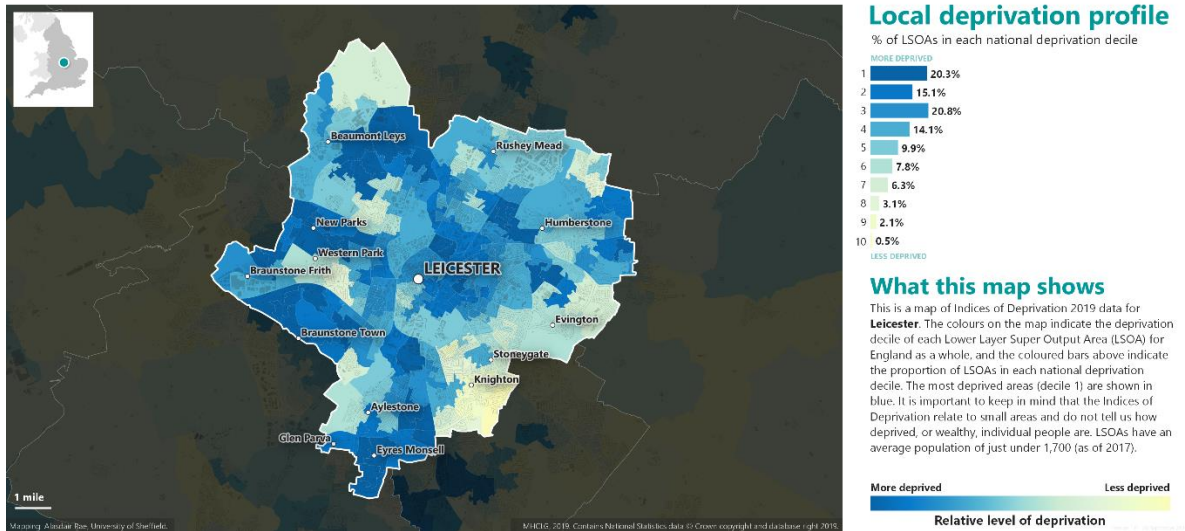 Beaumont Leys
Rushey Mead
New Parks
Humberstone
Western Park
LEICESTER
Braunstone Frith
Evington
Braunstone Town
Stoneygate
Knighton
Aylestone
Glen Parva
Eyres Monsell
1 mile
Mapping: Alasdair Rae, University of Sheffield.
MHCLG, 2019. Contains National Statistics data © Crown copyright and database right 2019.
Local deprivation profile
% of LSOAs in each national deprivation decile
MORE DEPRIVED
1 20.3%
2 15.1%
3 20.8%
4 14.1%
5 9.9%
6 7.8%
7 6.3%
8 3.1%
9 2.1%
10 0.5%
LESS DEPRIVED
What this map shows
This is a map of Indices of Deprivation 2019 data for
Leicester. The colours on the map indicate the deprivation
decile of each Lower Layer Super Output Area (LSOA) for
England as a whole, and the coloured bars above indicate
the proportion of LSOAs in each national deprivation
decile. The most deprived areas (decile 1) are shown in
blue. It is important to keep in mind that the Indices of
Deprivation relate to small areas and do not tell us how
deprived, or wealthy, individual people are. LSOAs have an
average population of just under 1,700 (as of 2017).
More deprived Less deprived
Relative level of deprivation